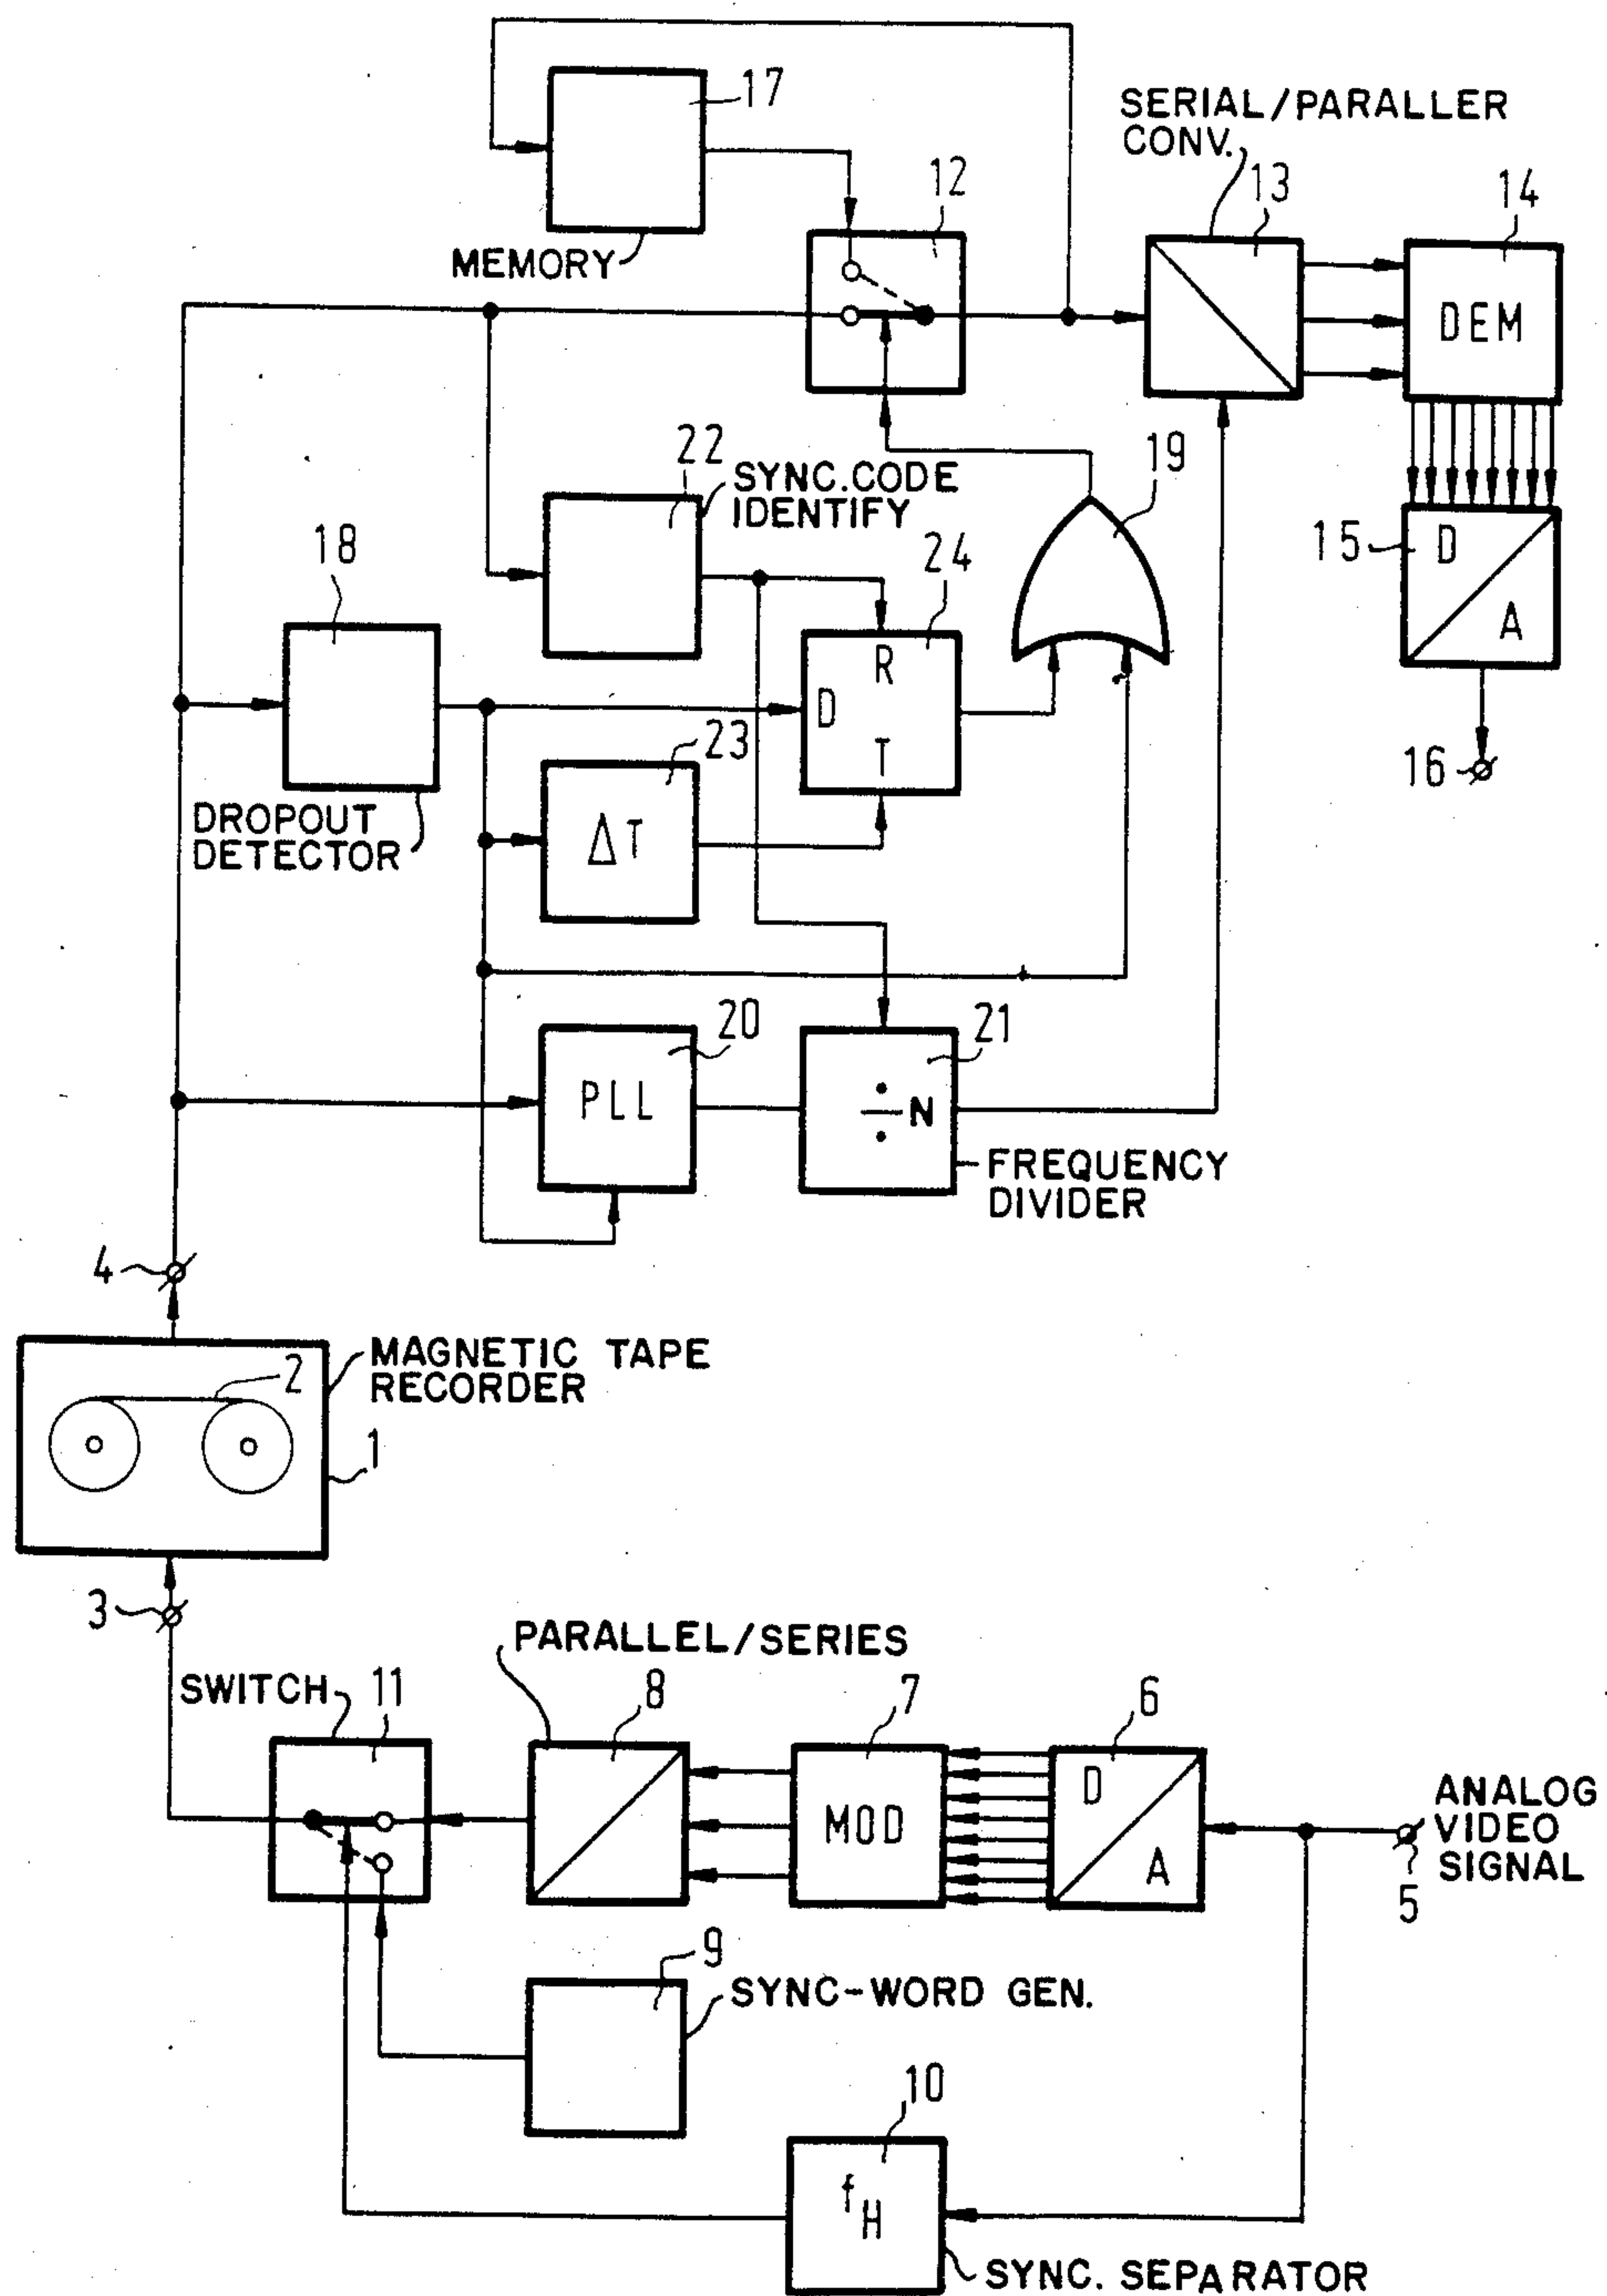 17
SERIAL/PARALLER
CONV.
12
13
14
MEMORY
DEM
22
SYNC.CODE
IDENTIFY
19
18
24
15
D
A
R
D
T
23
16
DROPOUT
DETECTOR
ΔT
20
21
PLL
÷N
FREQUENCY
DIVIDER
4
MAGNETIC TAPE
RECORDER
2
1
3
PARALLEL/SERIES
SWITCH
11
8
7
6
D
A
MOD
ANALOG
VIDEO
SIGNAL
5
9
SYNC-WORD GEN.
10
fH
SYNC. SEPARATOR